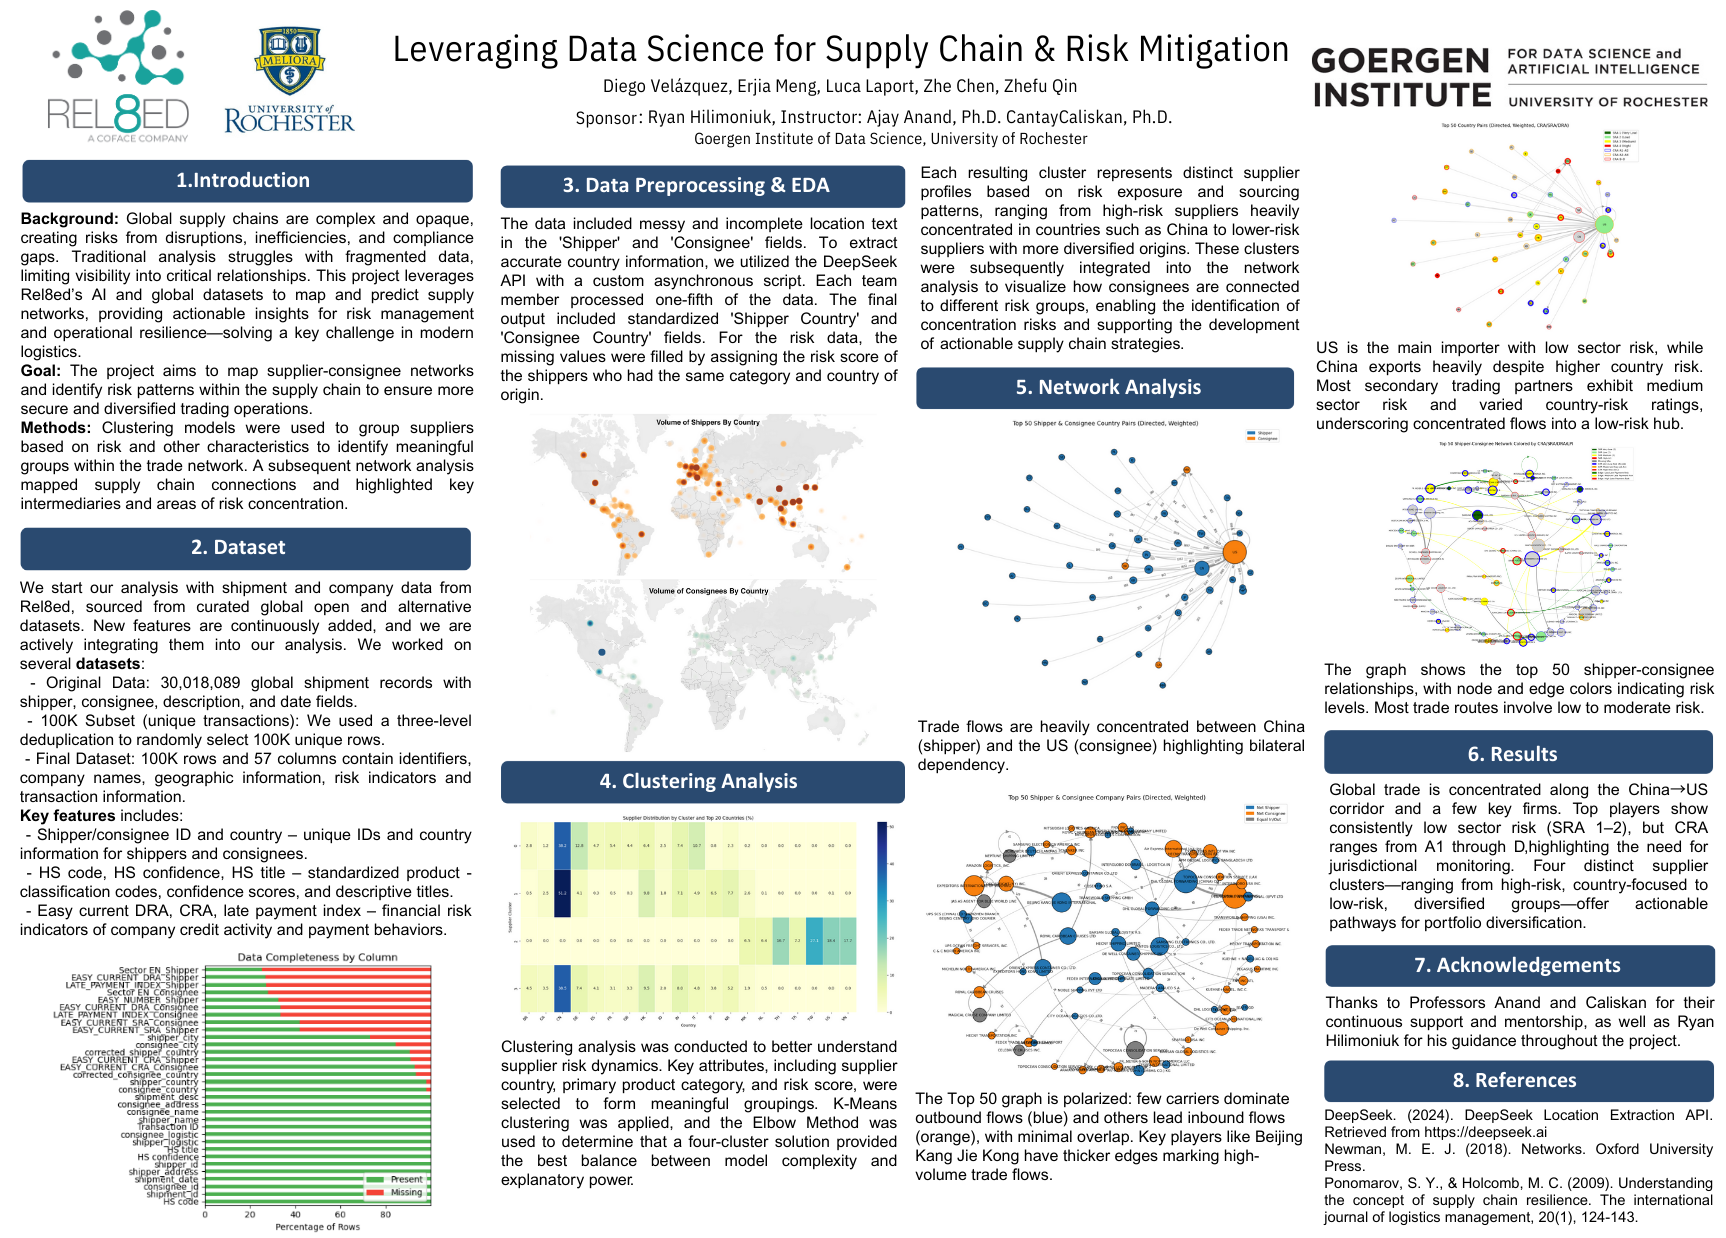 REL8ED
A COFACE COMPANY
1850
MELIORA
UNIVERSITY of
ROCHESTER
Leveraging Data Science for Supply Chain & Risk Mitigation
Diego Velázquez, Erjia Meng, Luca Laport, Zhe Chen, Zhefu Qin
Sponsor: Ryan Hilimoniuk, Instructor: Ajay Anand, Ph.D. CantayCaliskan, Ph.D.
Goergen Institute of Data Science, University of Rochester
GOERGEN
INSTITUTE
FOR DATA SCIENCE and
ARTIFICIAL INTELLIGENCE
UNIVERSITY OF ROCHESTER
1.Introduction
Background: Global supply chains are complex and opaque,
creating risks from disruptions, inefficiencies, and compliance
gaps. Traditional analysis struggles with fragmented data,
limiting visibility into critical relationships. This project leverages
Rel8ed's AI and global datasets to map and predict supply
networks, providing actionable insights for risk management
and operational resilience—solving a key challenge in modern
logistics.
Goal: The project aims to map supplier-consignee networks
and identify risk patterns within the supply chain to ensure more
secure and diversified trading operations.
Methods: Clustering models were used to group suppliers
based on risk and other characteristics to identify meaningful
groups within the trade network. A subsequent network analysis
mapped supply chain connections and highlighted key
intermediaries and areas of risk concentration.
2. Dataset
We start our analysis with shipment and company data from
Rel8ed, sourced from curated global open and alternative
datasets. New features are continuously added, and we are
actively integrating them into our analysis. We worked on
several datasets:
- Original Data: 30,018,089 global shipment records with
shipper, consignee, description, and date fields.
- 100K Subset (unique transactions): We used a three-level
deduplication to randomly select 100K unique rows.
- Final Dataset: 100K rows and 57 columns contain identifiers,
company names, geographic information, risk indicators and
transaction information.
Key features includes:
- Shipper/consignee ID and country – unique IDs and country
information for shippers and consignees.
- HS code, HS confidence, HS title – standardized product -
classification codes, confidence scores, and descriptive titles.
- Easy current DRA, CRA, late payment index – financial risk
indicators of company credit activity and payment behaviors.
Data Completeness by Column
Sector EN_Shipper
EASY_CURRENT_DRA_Shipper
LATE_PAYMENT_INDEX_Shipper
Sector EN_Consignee
EASY_NUMBER_Shipper
EASY_CURRENT_DRA_Consignee
LATE_PAYMENT_INDEX_Consignee
EASY_CURRENT_SRA_Consignee
EASY_CURRENT_SRA_Shipper
shipper_city
consignee_city
corrected_shipper_country
EASY_CURRENT_CRA_Shipper
EASY_CURRENT_CRA_Consignee
corrected_consignee_country
shipper_country
consignee_country
shipment_desc
consignee_address
consignee_name
shipper_name
Transaction ID
consignee_logistic
shipper_logistic
HS title
HS confidence
shipper_id
shipper_address
shipment_date
consignee_id
shipment_id
HS code
Present
Missing
0 20 40 60 80
Percentage of Rows
3. Data Preprocessing & EDA
The data included messy and incomplete location text
in the 'Shipper' and 'Consignee' fields. To extract
accurate country information, we utilized the DeepSeek
API with a custom asynchronous script. Each team
member processed one-fifth of the data. The final
output included standardized 'Shipper Country' and
'Consignee Country' fields. For the risk data, the
missing values were filled by assigning the risk score of
the shippers who had the same category and country of
origin.
Volume of Shippers By Country
Volume of Consignees By Country
4. Clustering Analysis
Supplier Distribution by Cluster and Top 20 Countries (%)
Supplier Cluster
Country
Clustering analysis was conducted to better understand
supplier risk dynamics. Key attributes, including supplier
country, primary product category, and risk score, were
selected to form meaningful groupings. K-Means
clustering was applied, and the Elbow Method was
used to determine that a four-cluster solution provided
the best balance between model complexity and
explanatory power.
Each resulting cluster represents distinct supplier
profiles based on risk exposure and sourcing
patterns, ranging from high-risk suppliers heavily
concentrated in countries such as China to lower-risk
suppliers with more diversified origins. These clusters
were subsequently integrated into the network
analysis to visualize how consignees are connected
to different risk groups, enabling the identification of
concentration risks and supporting the development
of actionable supply chain strategies.
5. Network Analysis
Top 50 Shipper & Consignee Country Pairs (Directed, Weighted)
Shipper
Consignee
Trade flows are heavily concentrated between China
(shipper) and the US (consignee) highlighting bilateral
dependency.
Top 50 Shipper & Consignee Company Pairs (Directed, Weighted)
Net Shipper
Net Consignee
Equal In/Out
The Top 50 graph is polarized: few carriers dominate
outbound flows (blue) and others lead inbound flows
(orange), with minimal overlap. Key players like Beijing
Kang Jie Kong have thicker edges marking high-
volume trade flows.
Top 50 Country Pairs (Directed, Weighted, CRA/SRA/DRA)
US is the main importer with low sector risk, while
China exports heavily despite higher country risk.
Most secondary trading partners exhibit medium
sector risk and varied country-risk ratings,
underscoring concentrated flows into a low-risk hub.
Top 50 Shipper-Consignee Network Colored by CRA/SRA/DRA/PI
The graph shows the top 50 shipper-consignee
relationships, with node and edge colors indicating risk
levels. Most trade routes involve low to moderate risk.
6. Results
Global trade is concentrated along the China→US
corridor and a few key firms. Top players show
consistently low sector risk (SRA 1–2), but CRA
ranges from A1 through D,highlighting the need for
jurisdictional monitoring. Four distinct supplier
clusters—ranging from high-risk, country-focused to
low-risk, diversified groups—offer actionable
pathways for portfolio diversification.
7. Acknowledgements
Thanks to Professors Anand and Caliskan for their
continuous support and mentorship, as well as Ryan
Hilimoniuk for his guidance throughout the project.
8. References
DeepSeek. (2024). DeepSeek Location Extraction API.
Retrieved from https://deepseek.ai
Newman, M. E. J. (2018). Networks. Oxford University
Press.
Ponomarov, S. Y., & Holcomb, M. C. (2009). Understanding
the concept of supply chain resilience. The international
journal of logistics management, 20(1), 124-143.